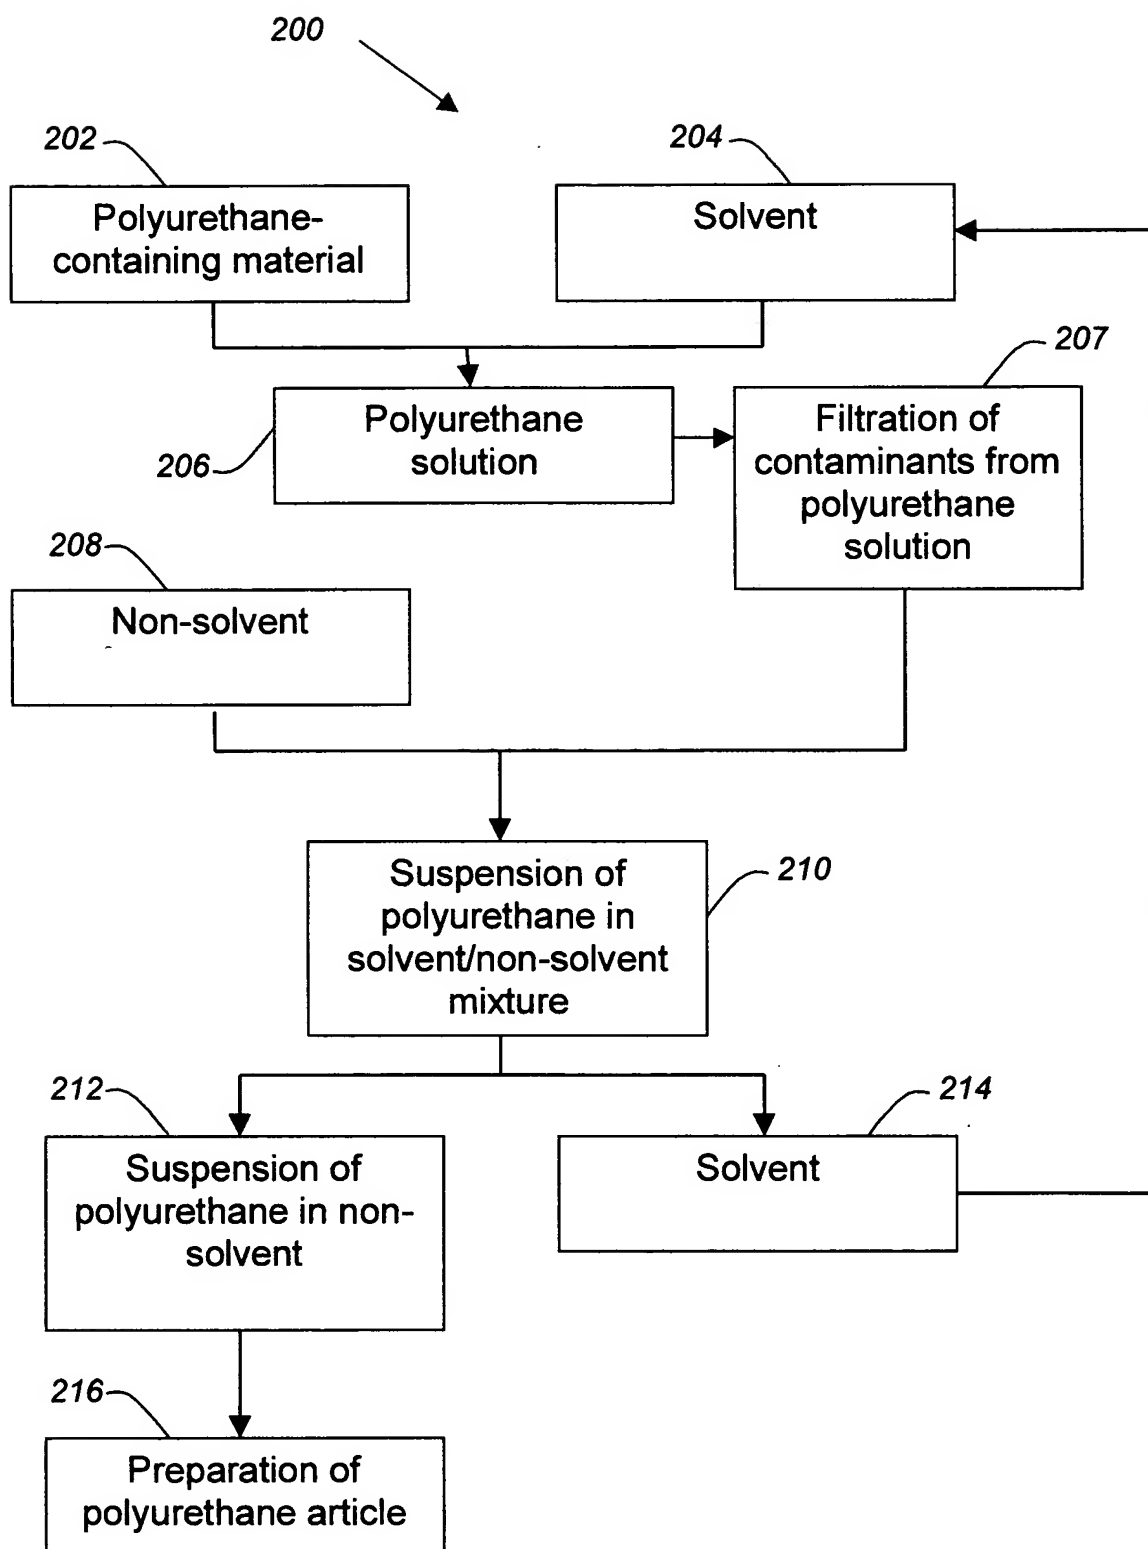 200
202
204
Polyurethane-
containing material
Solvent
207
Polyurethane
solution
206
Filtration of
contaminants from
polyurethane
solution
208
Non-solvent
Suspension of
polyurethane in
solvent/non-solvent
mixture
210
212
214
Suspension of
polyurethane in non-
solvent
Solvent
216
Preparation of
polyurethane article